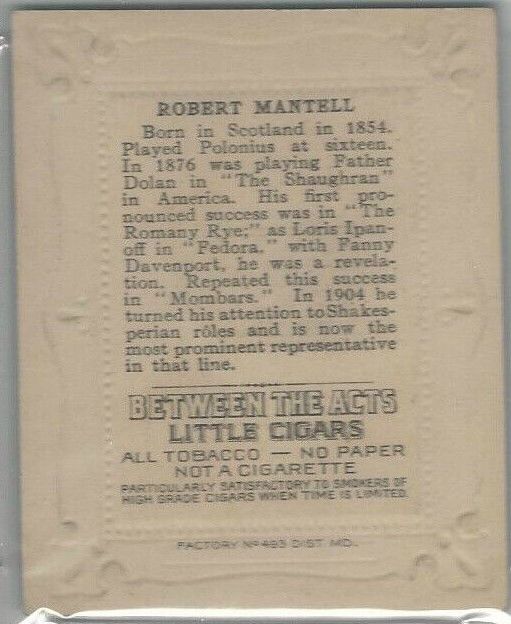 ROBERT MANTELL
Born in Scotland in 1854.
Played Polonius at sixteen.
In 1876 was playing Father
Dolan in "The Shaughran"
in America. His first pro-
nounced success was in "The
Romany Rye;" as Loris Ipan-
off in "Fedora," with Fanny
Davenport, he was a revela-
tion. Repeated this success
in "Mombars." In 1904 he
turned his attention to Shakes-
perian rôles and is now the
most prominent representative
in that line.
BETWEEN THE ACTS
LITTLE CIGARS
ALL TOBACCO — NO PAPER
NOT A CIGARETTE
PARTICULARLY SATISFACTORY TO SMOKERS OF
HIGH GRADE CIGARS WHEN TIME IS LIMITED.
FACTORY Nº 493 DIST. MD.